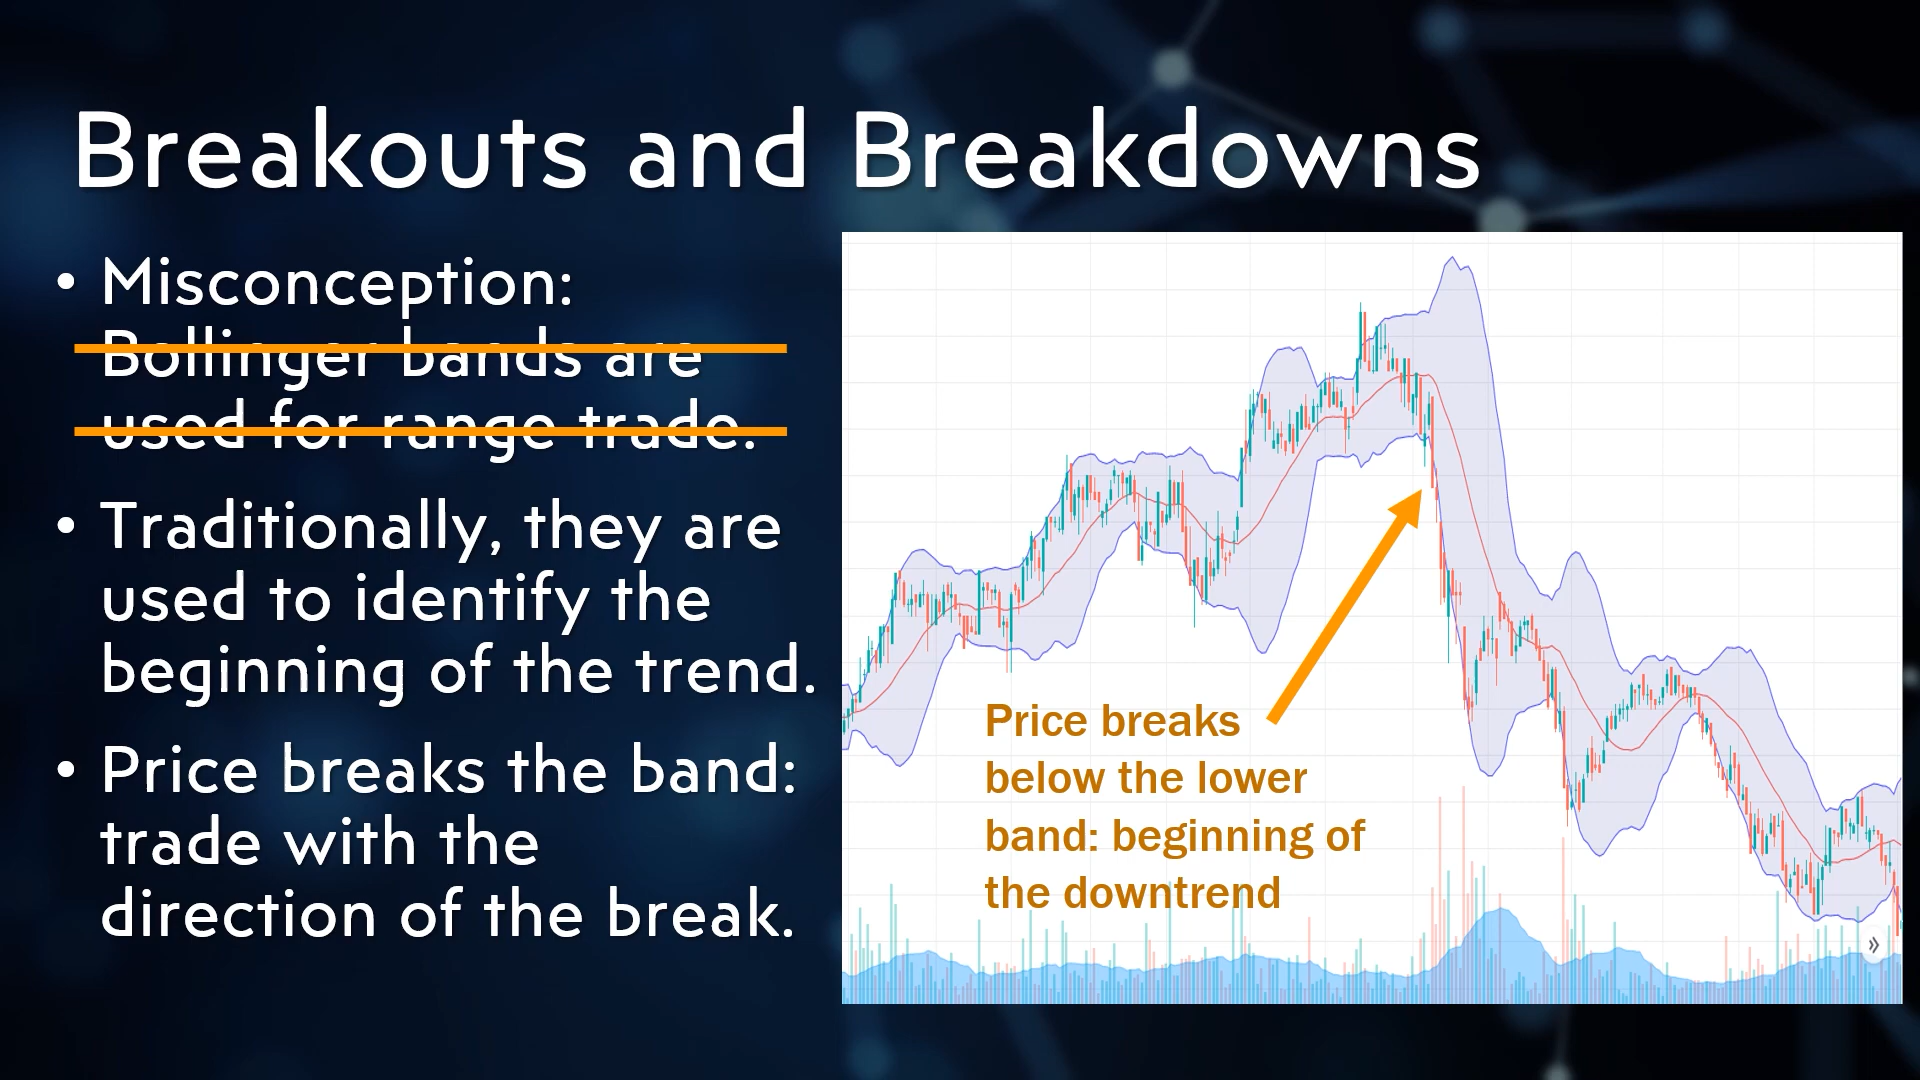 Breakouts and Breakdowns
• Misconception:
Bollinger bands are
used for range trade.
• Traditionally, they are
used to identify the
beginning of the trend.
• Price breaks the band:
trade with the
direction of the break.
Price breaks
below the lower
band: beginning of
the downtrend
»